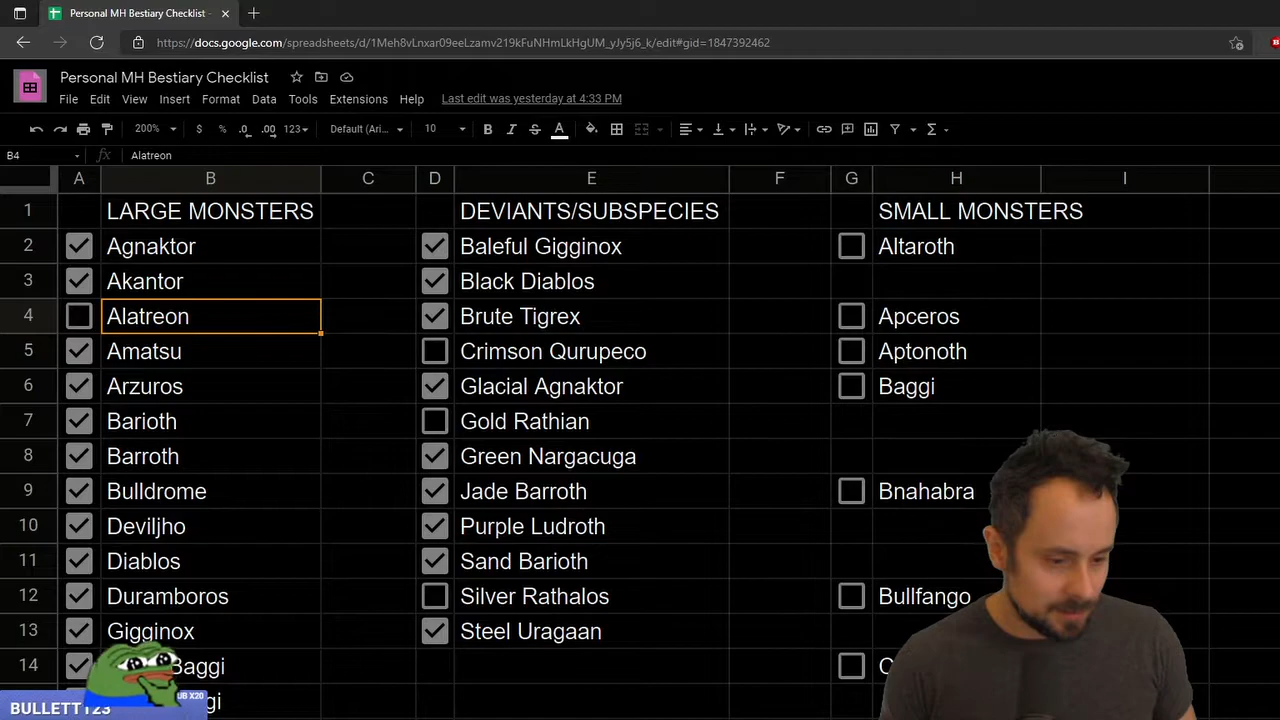 Personal MH Bestiary Checklist -
https://docs.google.com/spreadsheets/d/1Meh8vLnxar09eeLzamv219kFuNHmLkHgUM_yJy5j6_k/edit#gid=1847392462
Personal MH Bestiary Checklist
File Edit View Insert Format Data Tools Extensions Help Last edit was yesterday at 4:33 PM
200% $ % .0 .00 123 Default (Ari... 10 B I S A Σ
B4 fx Alatreon
A B C D E F G H I
1 LARGE MONSTERS DEVIANTS/SUBSPECIES SMALL MONSTERS
2 Agnaktor Baleful Gigginox Altaroth
3 Akantor Black Diablos
4 Alatreon Brute Tigrex Apceros
5 Amatsu Crimson Qurupeco Aptonoth
6 Arzuros Glacial Agnaktor Baggi
7 Barioth Gold Rathian
8 Barroth Green Nargacuga
9 Bulldrome Jade Barroth Bnahabra
10 Deviljho Purple Ludroth
11 Diablos Sand Barioth
12 Duramboros Silver Rathalos Bullfango
13 Gigginox Steel Uragaan
14 Baggi
UB X20
BULLETT123